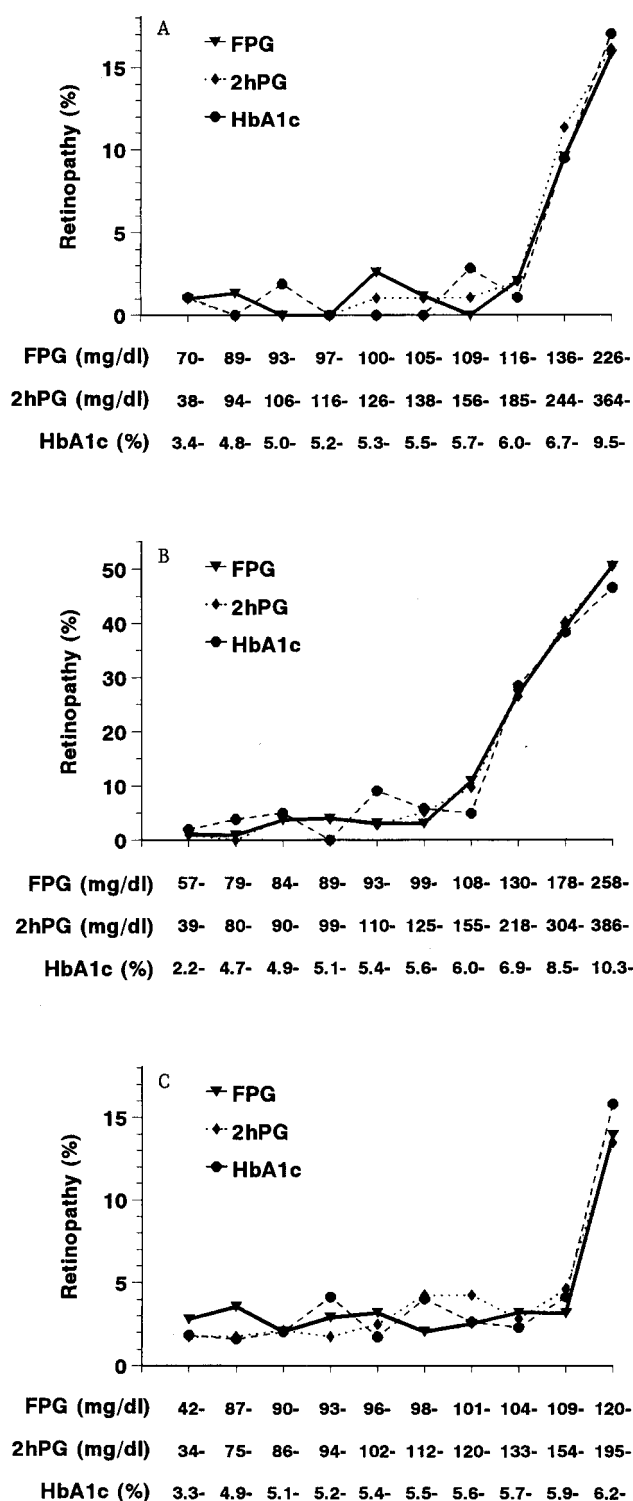 A
FPG
2hPG
HbA1c
Retinopathy (%)
15
10
5
0
FPG (mg/dl) 70- 89- 93- 97- 100- 105- 109- 116- 136- 226-
2hPG (mg/dl) 38- 94- 106- 116- 126- 138- 156- 185- 244- 364-
HbA1c (%) 3.4- 4.8- 5.0- 5.2- 5.3- 5.5- 5.7- 6.0- 6.7- 9.5-
B
FPG
2hPG
HbA1c
Retinopathy (%)
50
40
30
20
10
0
FPG (mg/dl) 57- 79- 84- 89- 93- 99- 108- 130- 178- 258-
2hPG (mg/dl) 39- 80- 90- 99- 110- 125- 155- 218- 304- 386-
HbA1c (%) 2.2- 4.7- 4.9- 5.1- 5.4- 5.6- 6.0- 6.9- 8.5- 10.3-
C
FPG
2hPG
HbA1c
Retinopathy (%)
15
10
5
0
FPG (mg/dl) 42- 87- 90- 93- 96- 98- 101- 104- 109- 120-
2hPG (mg/dl) 34- 75- 86- 94- 102- 112- 120- 133- 154- 195-
HbA1c (%) 3.3- 4.9- 5.1- 5.2- 5.4- 5.5- 5.6- 5.7- 5.9- 6.2-